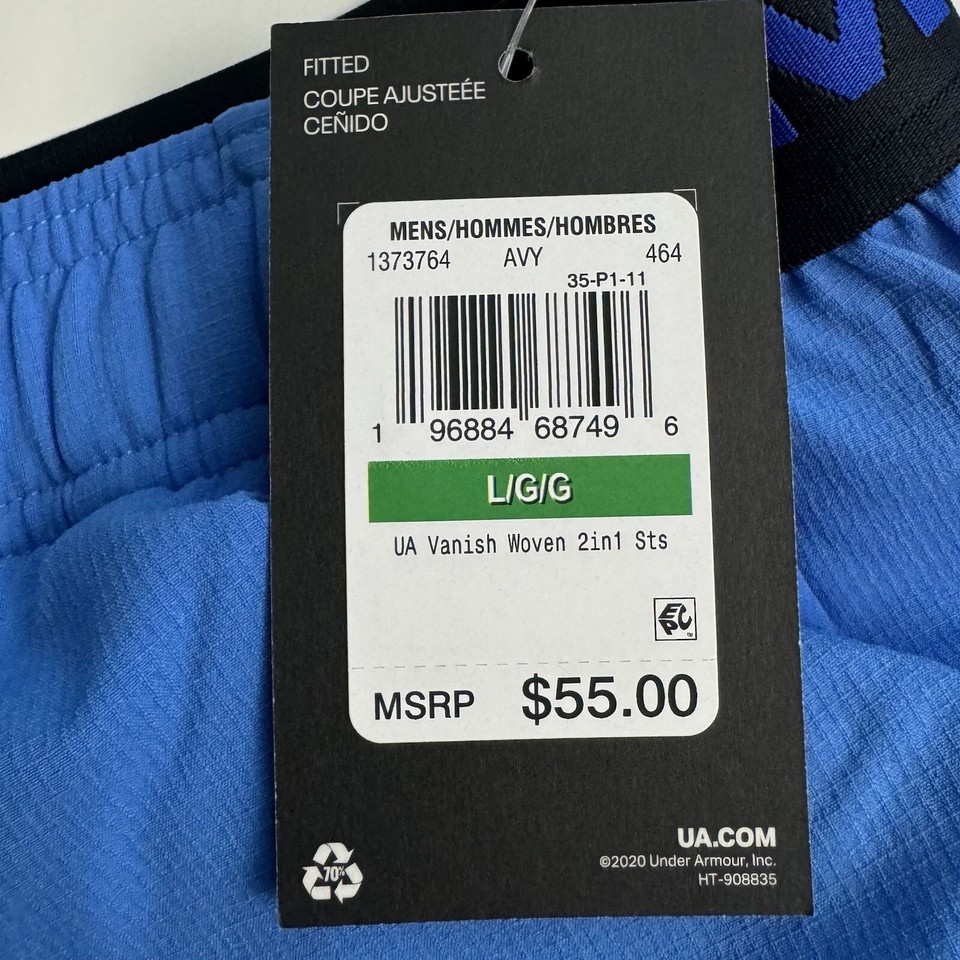 FITTED
COUPE AJUSTEÉE
CEÑIDO
MENS/HOMMES/HOMBRES
1373764 AVY 464
35-P1-11
1 96884 68749 6
L/G/G
UA Vanish Woven 2in1 Sts
EPC™
MSRP $55.00
70%
UA.COM
©2020 Under Armour, Inc.
HT-908835